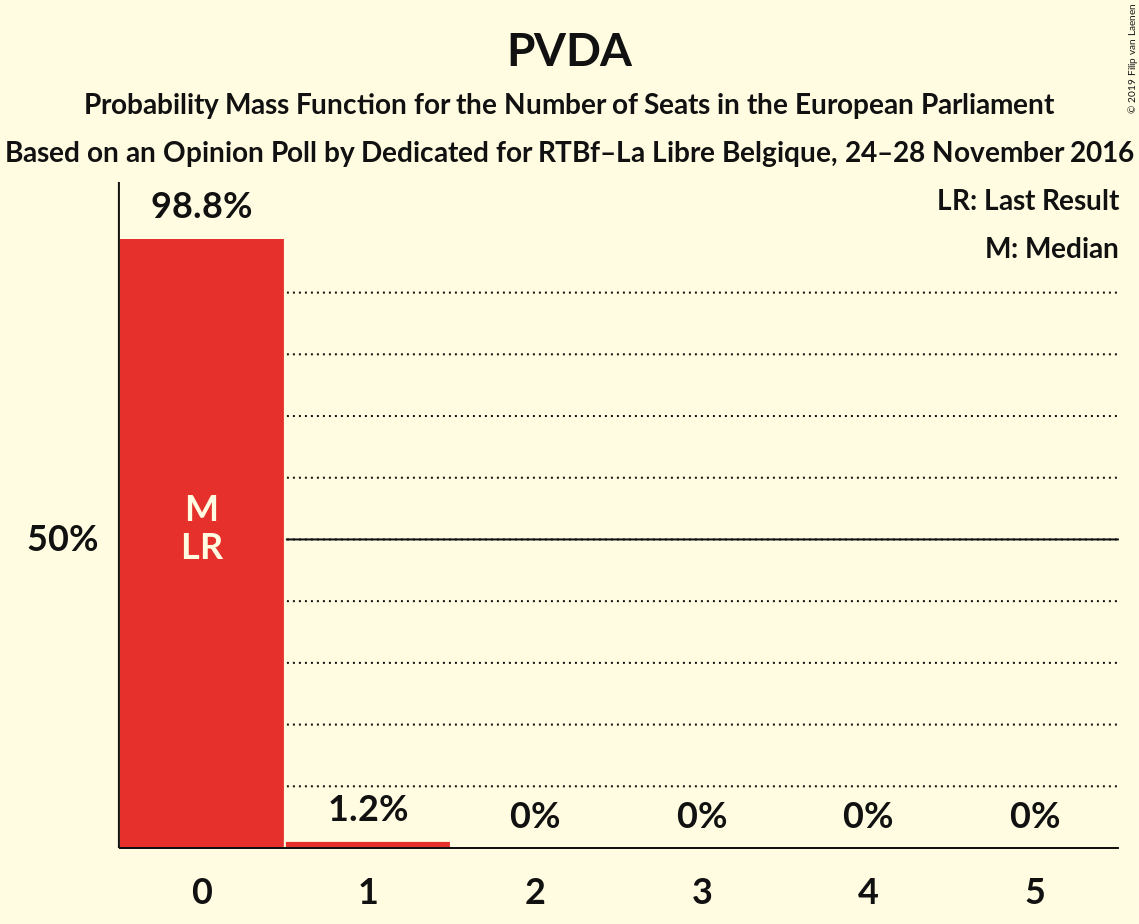 PVDA
Probability Mass Function for the Number of Seats in the European Parliament
Based on an Opinion Poll by Dedicated for RTBf–La Libre Belgique, 24–28 November 2016
© 2019 Filip van Laenen
LR: Last Result
M: Median
98.8%
M
LR
50%
1.2%
0%
0%
0%
0%
0
1
2
3
4
5